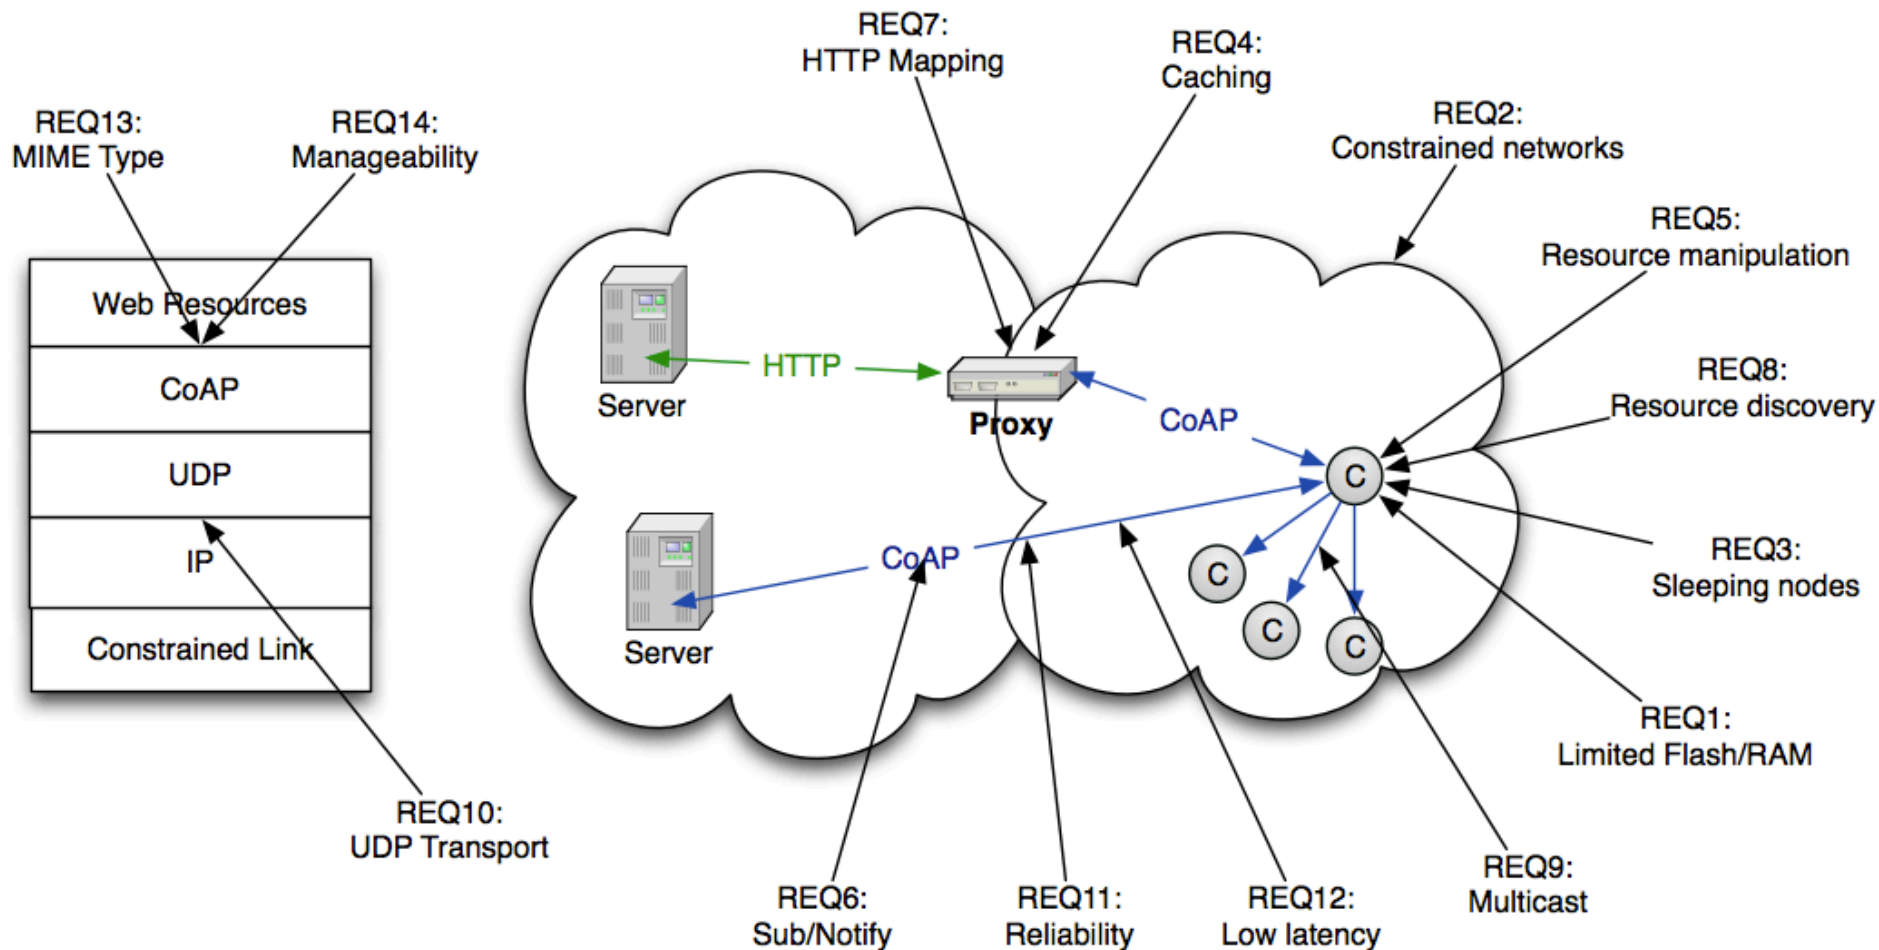 REQ7:
HTTP Mapping
REQ4:
Caching
REQ2:
Constrained networks
REQ13:
MIME Type
REQ14:
Manageability
REQ5:
Resource manipulation
Web Resources
CoAP
UDP
IP
Constrained Link
Server
HTTP
Proxy
CoAP
REQ8:
Resource discovery
C
CoAP
Server
C
C
C
REQ3:
Sleeping nodes
REQ1:
Limited Flash/RAM
REQ10:
UDP Transport
REQ6:
Sub/Notify
REQ11:
Reliability
REQ12:
Low latency
REQ9:
Multicast